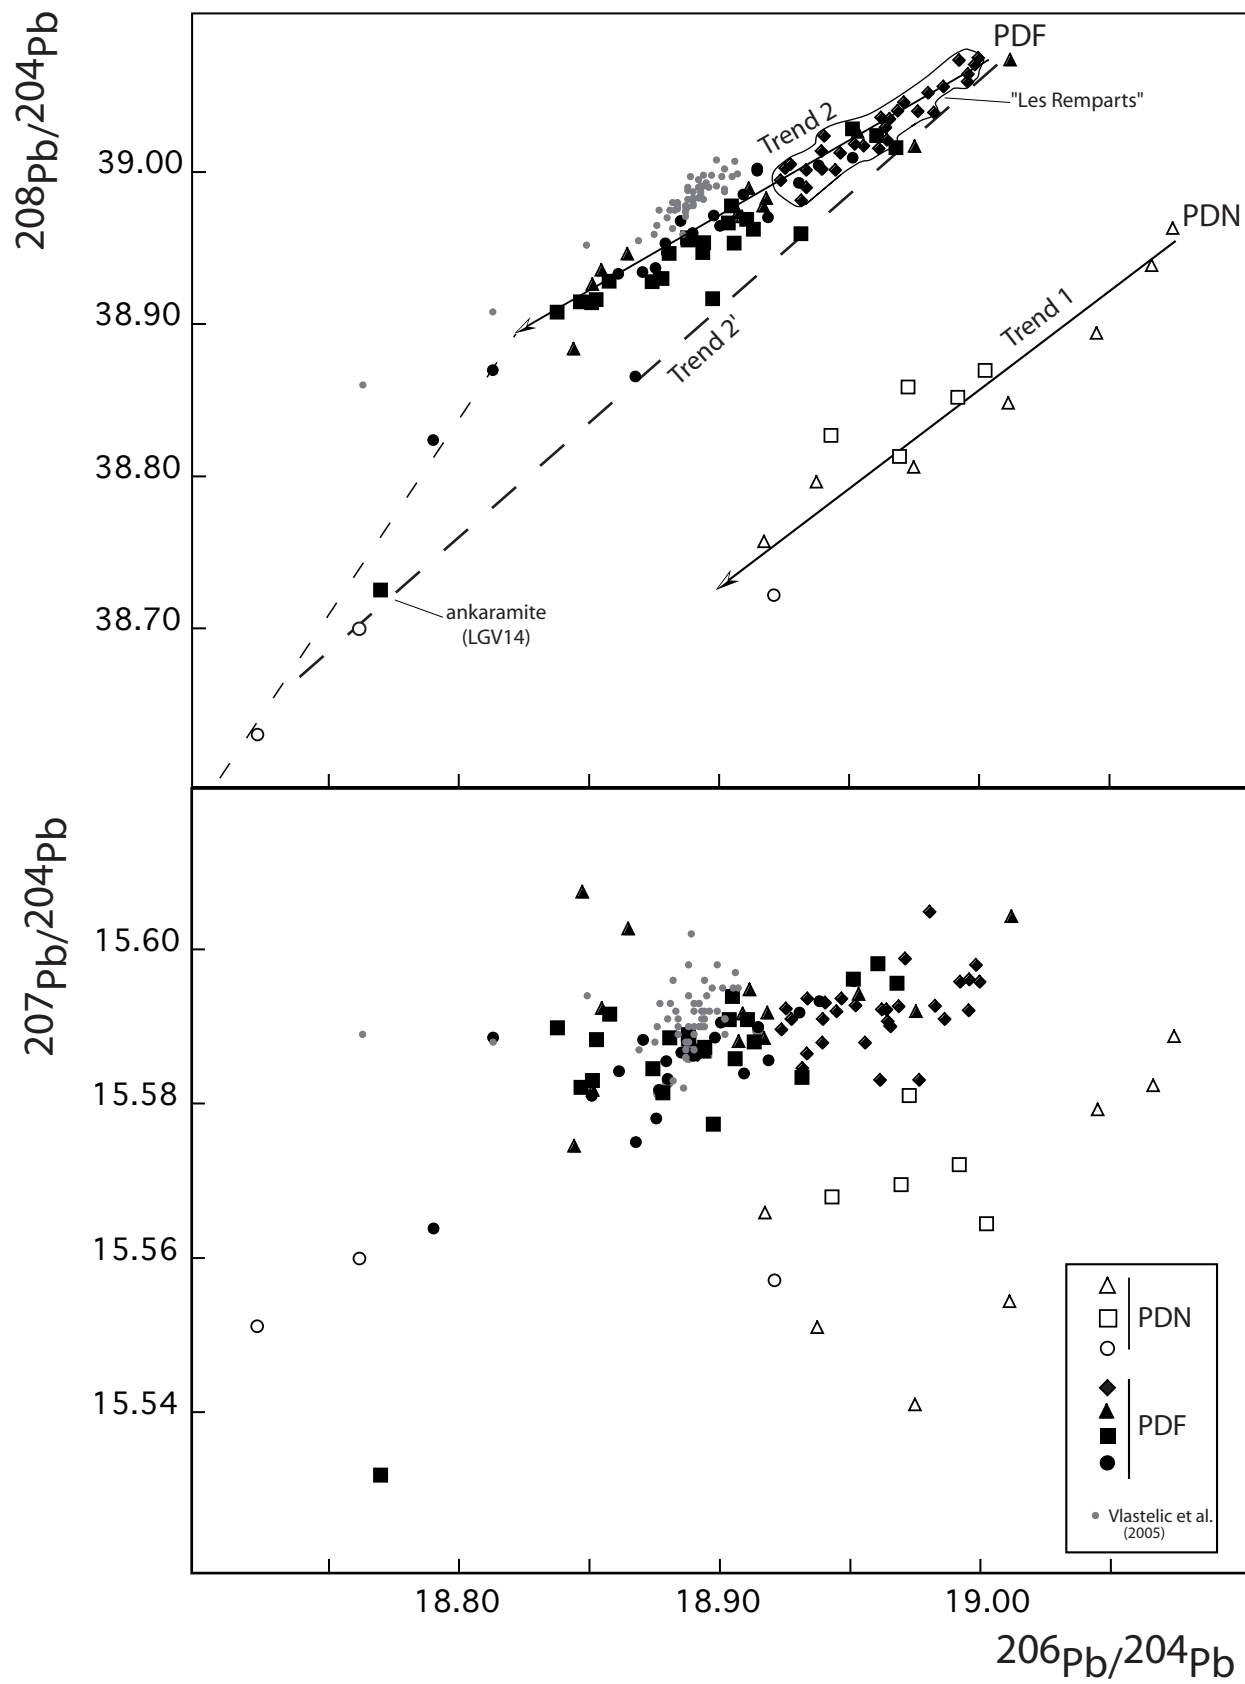 208Pb/204Pb
PDF
"Les Remparts"
Trend 2
39.00
PDN
38.90
Trend 1
Trend 2'
38.80
38.70
ankaramite
(LGV14)
207Pb/204Pb
15.60
15.58
15.56
15.54
PDN
PDF
Vlastelic et al.
(2005)
18.80
18.90
19.00
206Pb/204Pb